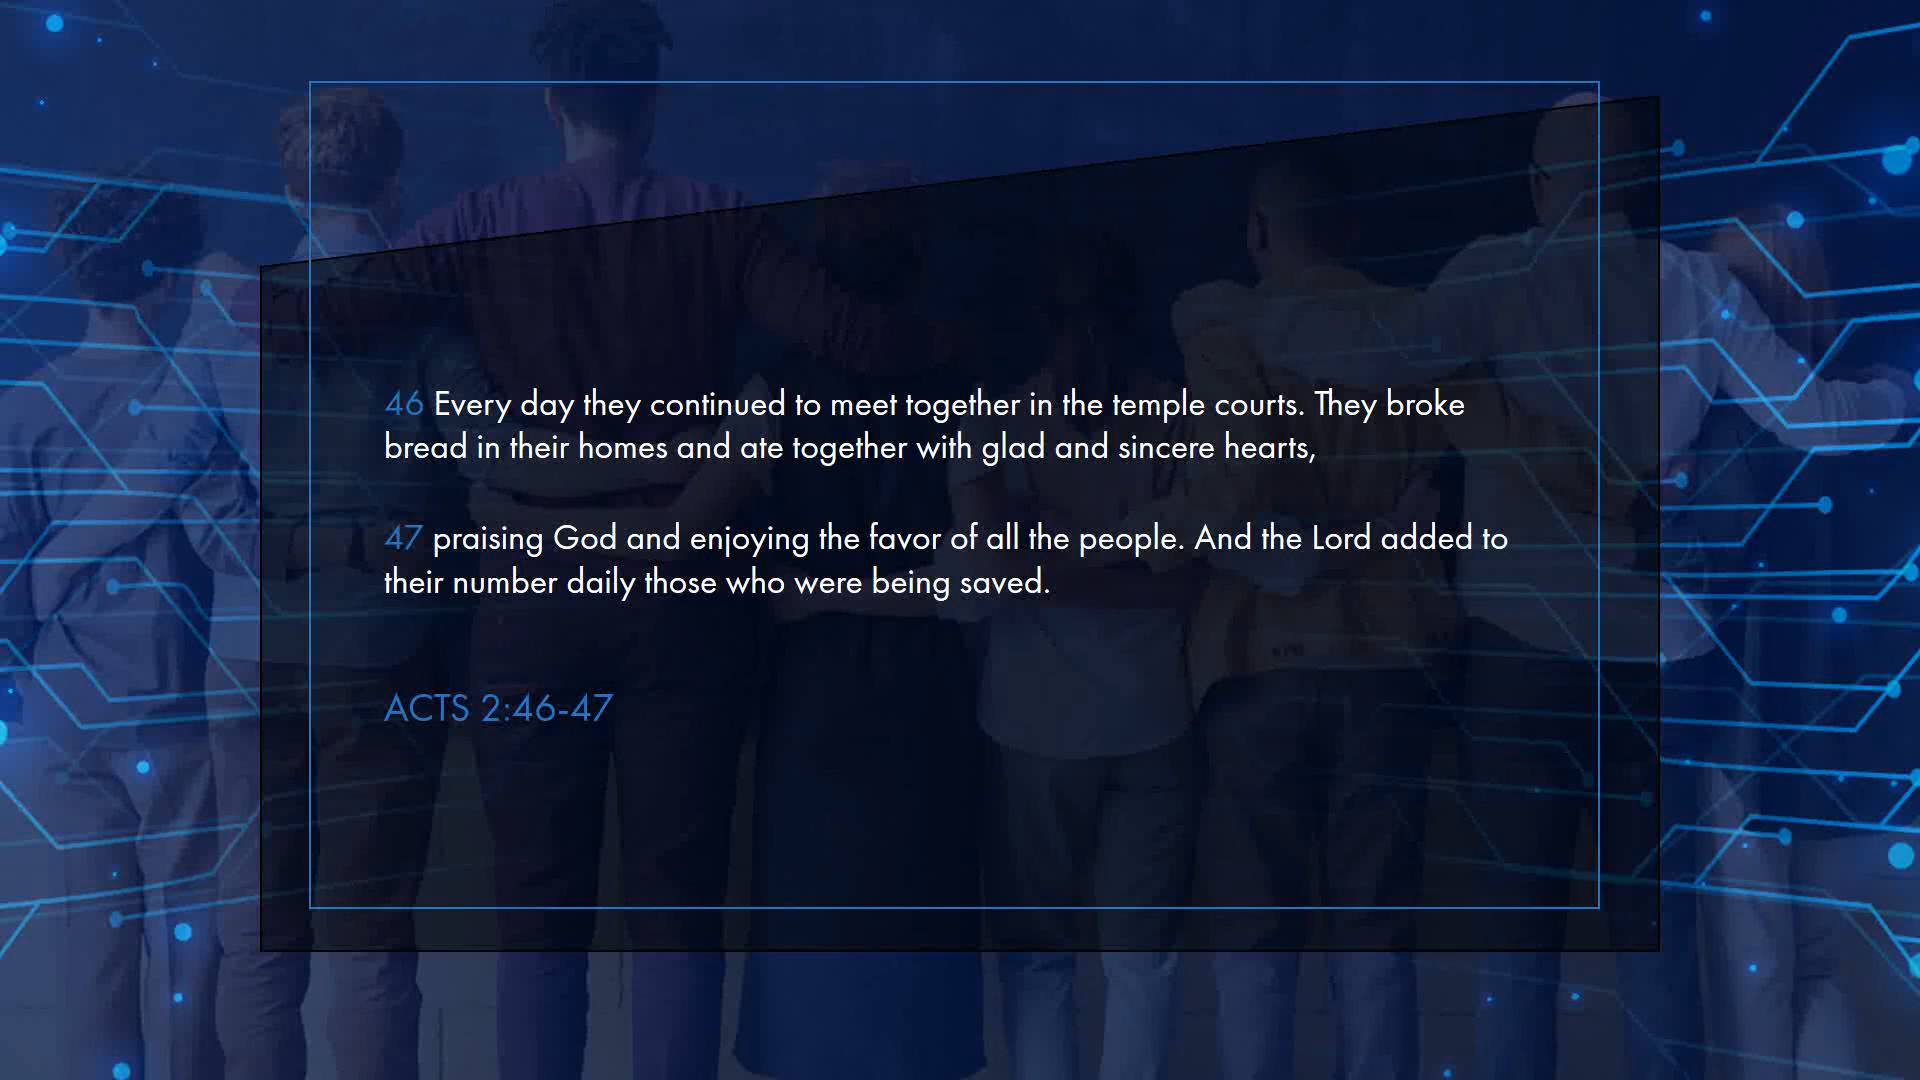 46 Every day they continued to meet together in the temple courts. They broke
bread in their homes and ate together with glad and sincere hearts,
47 praising God and enjoying the favor of all the people. And the Lord added to
their number daily those who were being saved.
ACTS 2:46-47